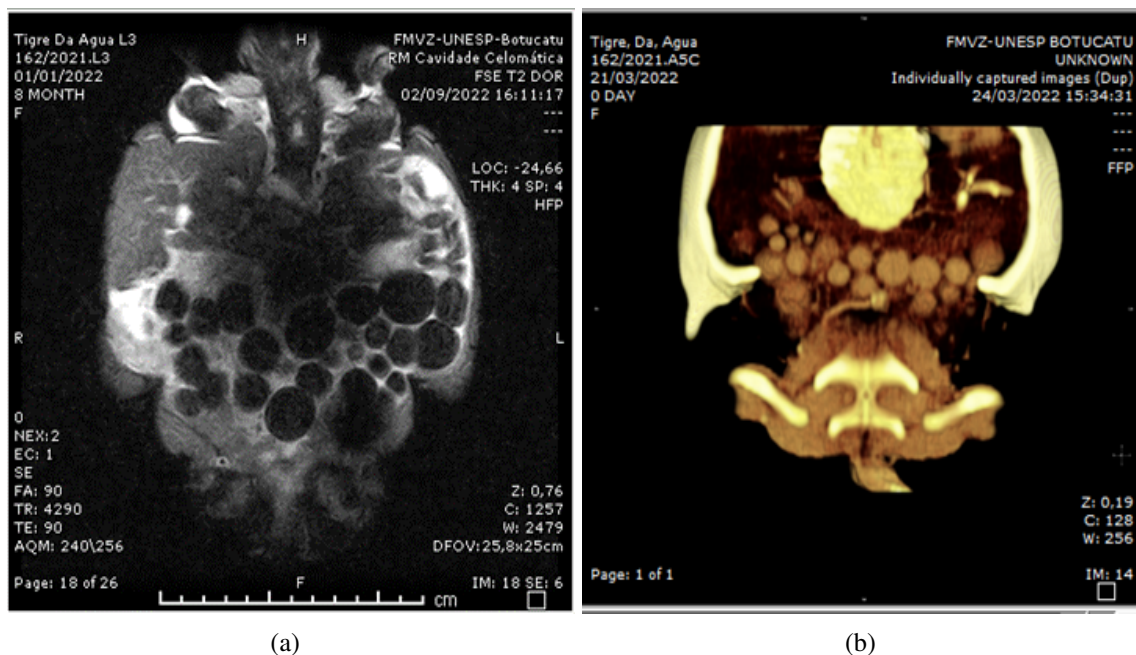 Tigre Da Agua L3
162/2021.L3
01/01/2022
8 MONTH
F
H
FMVZ-UNESP-Botucatu
RM Cavidade Celomática
FSE T2 DOR
02/09/2022 16:11:17
---
---
LOC: -24,66
THK: 4 SP: 4
HFP
R
L
0
NEX:2
EC: 1
SE
FA: 90
TR: 4290
TE: 90
AQM: 240\256
Z: 0,76
C: 1257
W: 2479
DFOV:25,8x25cm
Page: 18 of 26
F
IM: 18 SE: 6
cm
(a)
Tigre, Da, Agua
162/2021.A5C
21/03/2022
0 DAY
F
FMVZ-UNESP BOTUCATU
UNKNOWN
Individually captured images (Dup)
24/03/2022 15:34:31
---
---
---
FFP
Z: 0,19
C: 128
W: 256
Page: 1 of 1
IM: 14
(b)